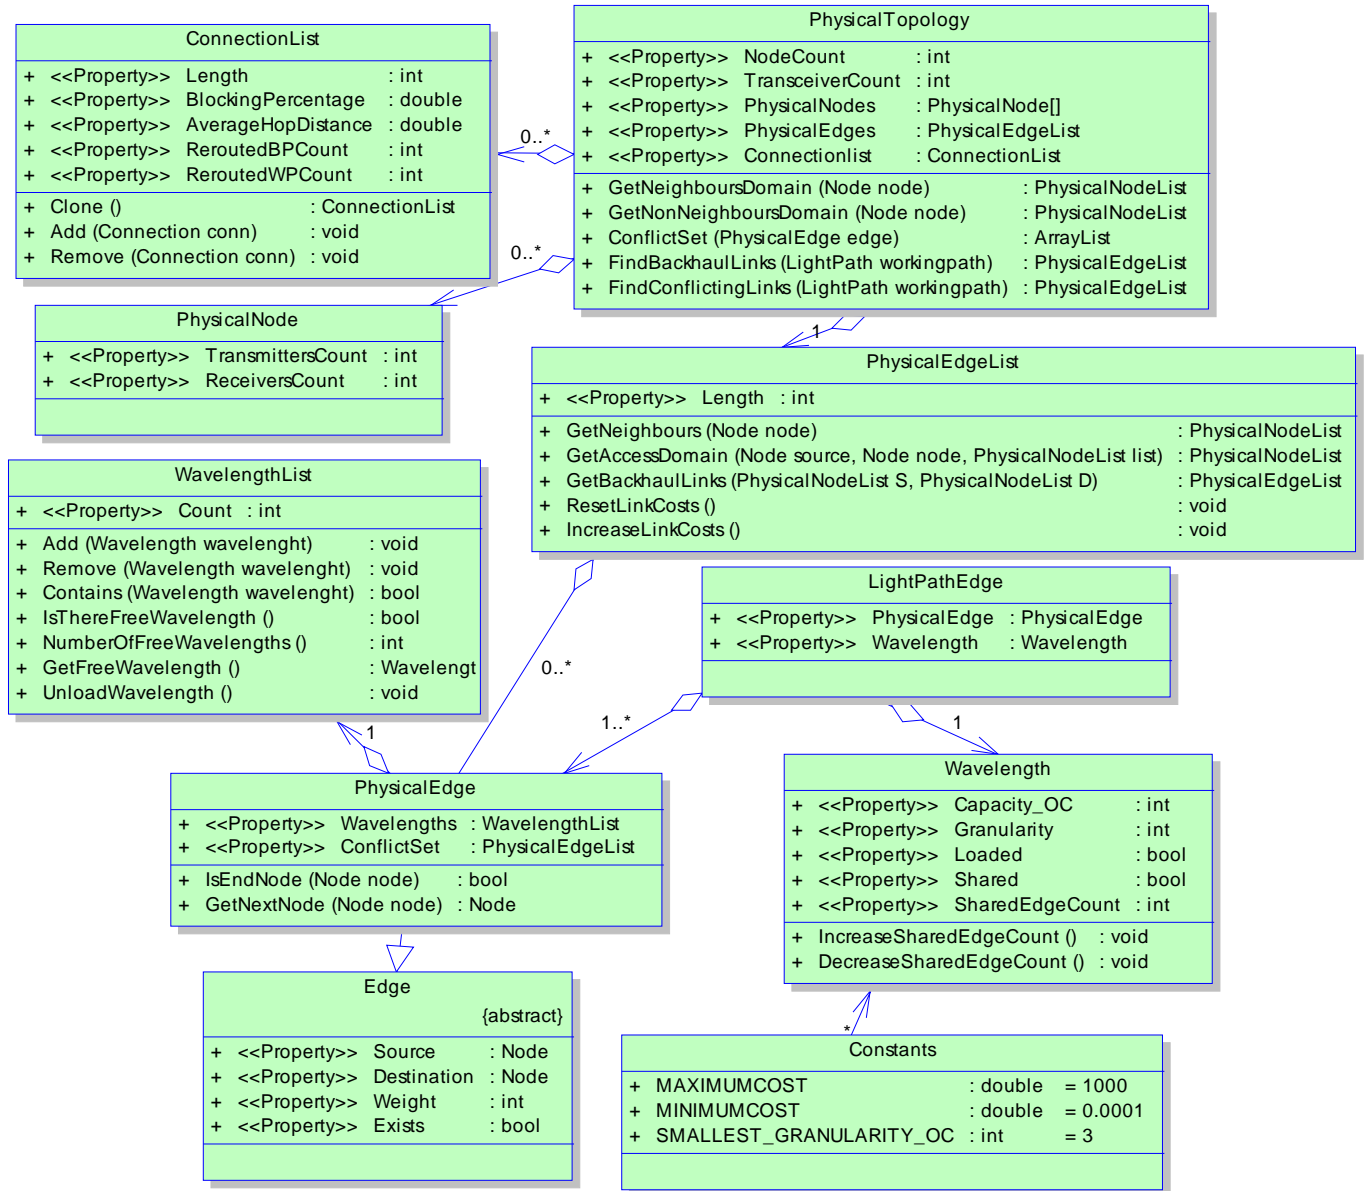 ConnectionList
+ <<Property>> Length : int
+ <<Property>> BlockingPercentage : double
+ <<Property>> AverageHopDistance : double
+ <<Property>> ReroutedBPCount : int
+ <<Property>> ReroutedWPCount : int
+ Clone () : ConnectionList
+ Add (Connection conn) : void
+ Remove (Connection conn) : void
PhysicalTopology
+ <<Property>> NodeCount : int
+ <<Property>> TransceiverCount : int
+ <<Property>> PhysicalNodes : PhysicalNode[]
+ <<Property>> PhysicalEdges : PhysicalEdgeList
+ <<Property>> Connectionlist : ConnectionList
+ GetNeighboursDomain (Node node) : PhysicalNodeList
+ GetNonNeighboursDomain (Node node) : PhysicalNodeList
+ ConflictSet (PhysicalEdge edge) : ArrayList
+ FindBackhaulLinks (LightPath workingpath) : PhysicalEdgeList
+ FindConflictingLinks (LightPath workingpath) : PhysicalEdgeList
0..*
0..*
1
PhysicalNode
+ <<Property>> TransmittersCount : int
+ <<Property>> ReceiversCount : int
PhysicalEdgeList
+ <<Property>> Length : int
+ GetNeighbours (Node node) : PhysicalNodeList
+ GetAccessDomain (Node source, Node node, PhysicalNodeList list) : PhysicalNodeList
+ GetBackhaulLinks (PhysicalNodeList S, PhysicalNodeList D) : PhysicalEdgeList
+ ResetLinkCosts () : void
+ IncreaseLinkCosts () : void
WavelengthList
+ <<Property>> Count : int
+ Add (Wavelength wavelenght) : void
+ Remove (Wavelength wavelenght) : void
+ Contains (Wavelength wavelenght) : bool
+ IsThereFreeWavelength () : bool
+ NumberOfFreeWavelengths () : int
+ GetFreeWavelength () : Wavelengt
+ UnloadWavelength () : void
LightPathEdge
+ <<Property>> PhysicalEdge : PhysicalEdge
+ <<Property>> Wavelength : Wavelength
0..*
1..*
1
1
PhysicalEdge
+ <<Property>> Wavelengths : WavelengthList
+ <<Property>> ConflictSet : PhysicalEdgeList
+ IsEndNode (Node node) : bool
+ GetNextNode (Node node) : Node
Wavelength
+ <<Property>> Capacity_OC : int
+ <<Property>> Granularity : int
+ <<Property>> Loaded : bool
+ <<Property>> Shared : bool
+ <<Property>> SharedEdgeCount : int
+ IncreaseSharedEdgeCount () : void
+ DecreaseSharedEdgeCount () : void
Edge
{abstract}
+ <<Property>> Source : Node
+ <<Property>> Destination : Node
+ <<Property>> Weight : int
+ <<Property>> Exists : bool
*
Constants
+ MAXIMUMCOST : double = 1000
+ MINIMUMCOST : double = 0.0001
+ SMALLEST_GRANULARITY_OC : int = 3